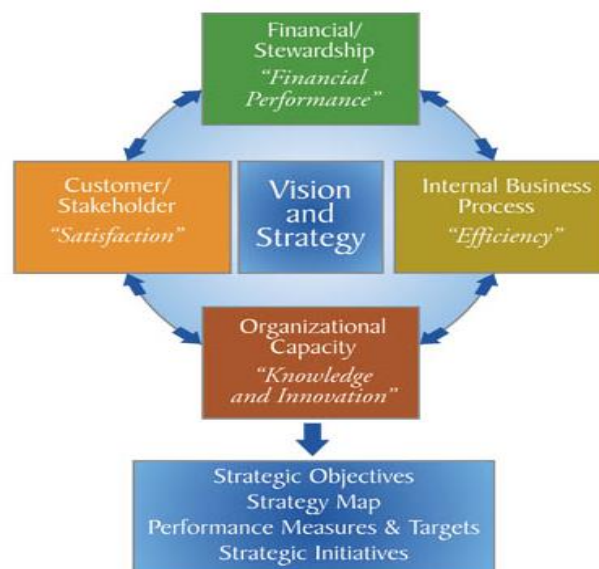 Financial/
Stewardship
“Financial
Performance”
Customer/
Stakeholder
“Satisfaction”
Vision
and
Strategy
Internal Business
Process
“Efficiency”
Organizational
Capacity
“Knowledge
and Innovation”
Strategic Objectives
Strategy Map
Performance Measures & Targets
Strategic Initiatives